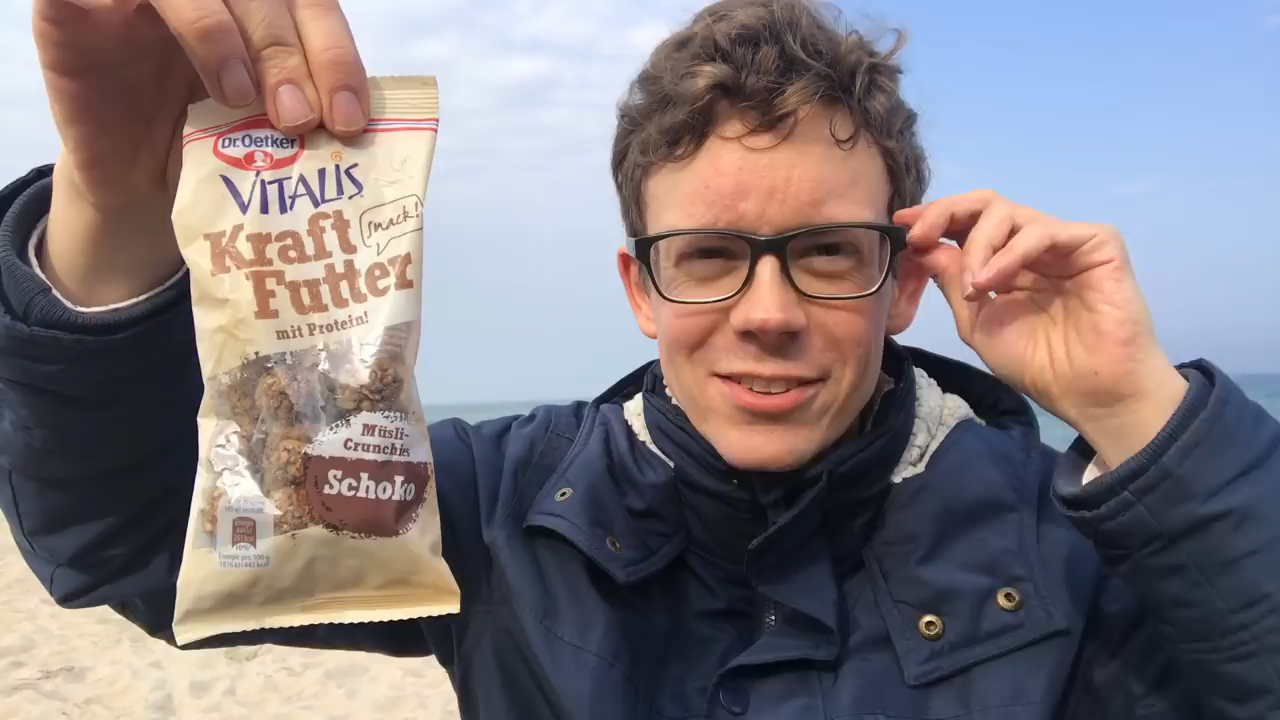 Dr.Oetker
VITALIS
Kraft
snack!
Futter
mit Protein!
Müsli-
Crunchies
Schoko